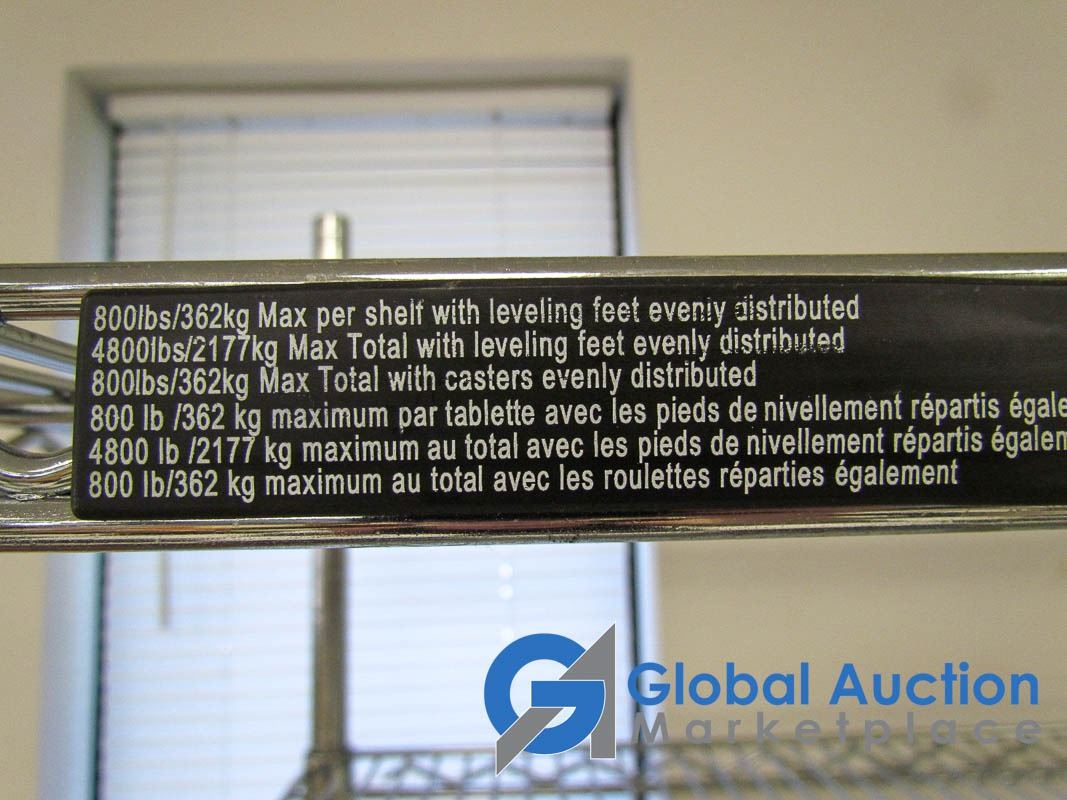 800lbs/362kg Max per shelf with leveling feet evenly distributed
4800lbs/2177kg Max Total with leveling feet evenly distributed
800lbs/362kg Max Total with casters evenly distributed
800 lb /362 kg maximum par tablette avec les pieds de nivellement répartis égale
4800 lb /2177 kg maximum au total avec les pieds de nivellement répartis égalem
800 lb/362 kg maximum au total avec les roulettes réparties également
GA Global Auction
Marketplace